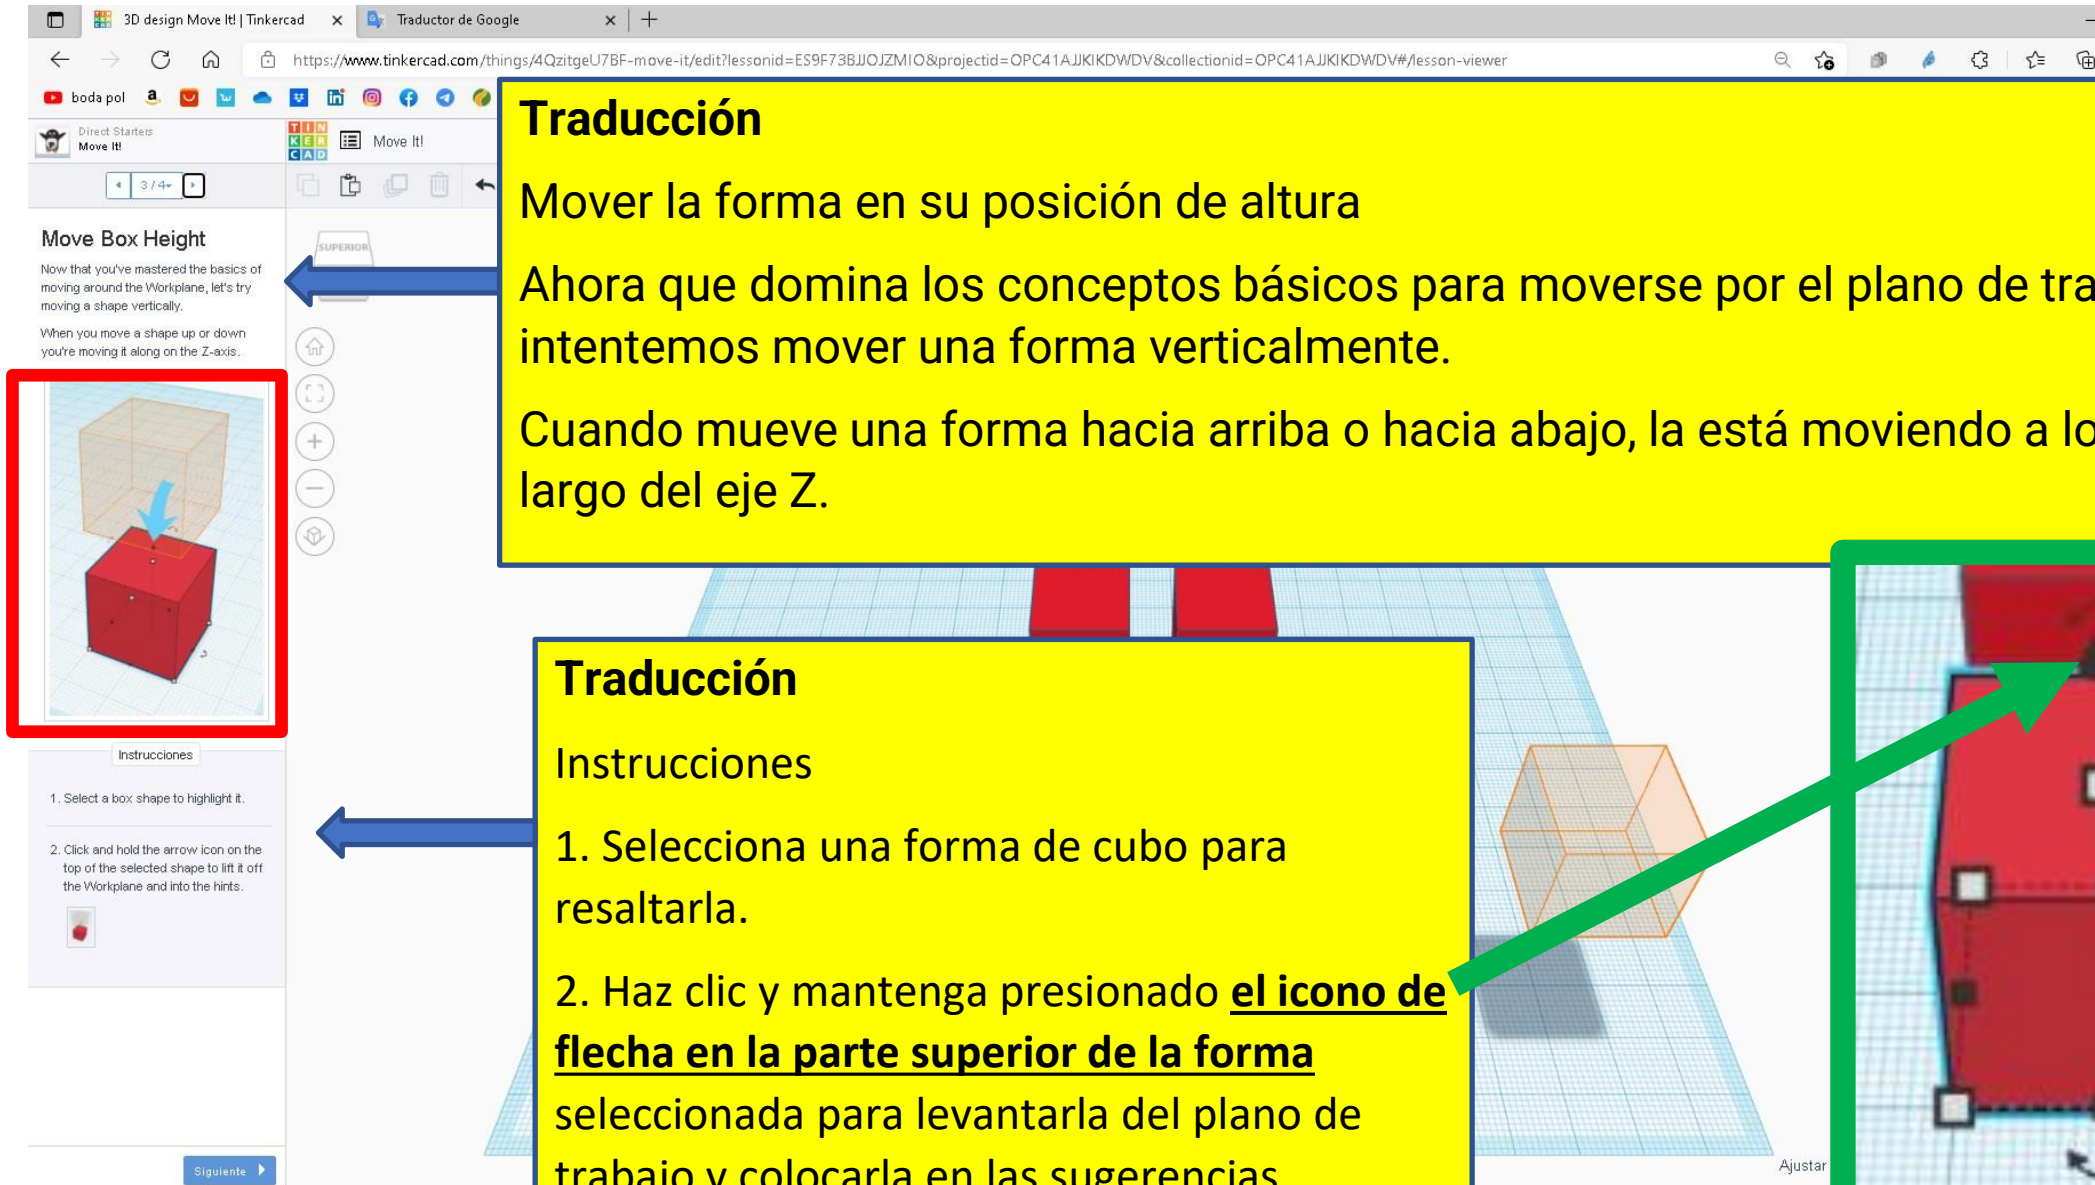 3D design Move It! | Tinkercad
Traductor de Google
https://www.tinkercad.com/things/4QzitgeU7BF-move-it/edit?lessonid=ES9F73BJJOJZMIO&projectid=OPC41AJJKIKDWDV&collectionid=OPC41AJJKIKDWDV#/lesson-viewer
boda pol
Direct Starters
Move It!
TINKERCAD
Move It!
3 / 4
Move Box Height
Now that you've mastered the basics of
moving around the Workplane, let's try
moving a shape vertically.
When you move a shape up or down
you're moving it along on the Z-axis.
Instrucciones
1. Select a box shape to highlight it.
2. Click and hold the arrow icon on the
top of the selected shape to lift it off
the Workplane and into the hints.
Siguiente
SUPERIOR
Traducción
Mover la forma en su posición de altura
Ahora que domina los conceptos básicos para moverse por el plano de tra
intentemos mover una forma verticalmente.
Cuando mueve una forma hacia arriba o hacia abajo, la está moviendo a lo
largo del eje Z.
Traducción
Instrucciones
1. Selecciona una forma de cubo para
resaltarla.
2. Haz clic y mantenga presionado el icono de
flecha en la parte superior de la forma
seleccionada para levantarla del plano de
trabajo y colocarla en las sugerencias
Ajustar